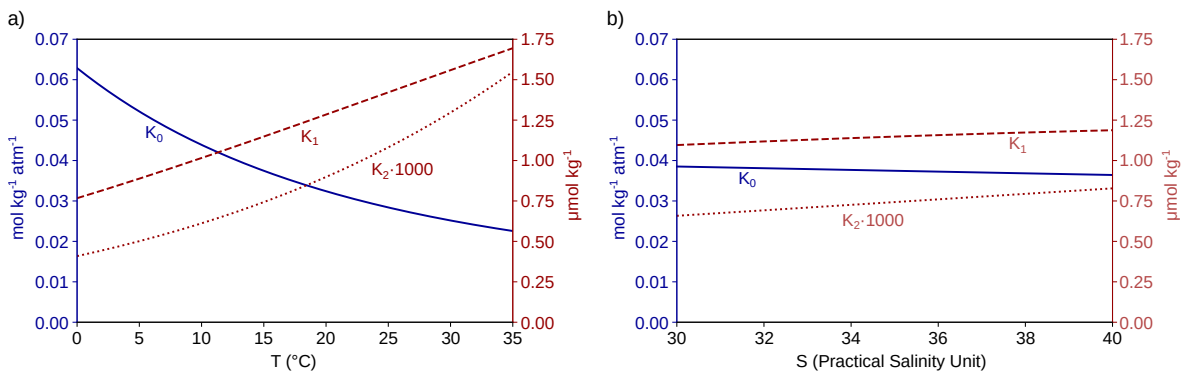 a)
0.07
0.06
0.05
0.04
0.03
0.02
0.01
0.00
mol kg⁻¹ atm⁻¹
K₀
K₁
K₂·1000
1.75
1.50
1.25
1.00
0.75
0.50
0.25
0.00
μmol kg⁻¹
0 5 10 15 20 25 30 35
T (°C)
b)
0.07
0.06
0.05
0.04
0.03
0.02
0.01
0.00
mol kg⁻¹ atm⁻¹
K₁
K₀
K₂·1000
1.75
1.50
1.25
1.00
0.75
0.50
0.25
0.00
μmol kg⁻¹
30 32 34 36 38 40
S (Practical Salinity Unit)